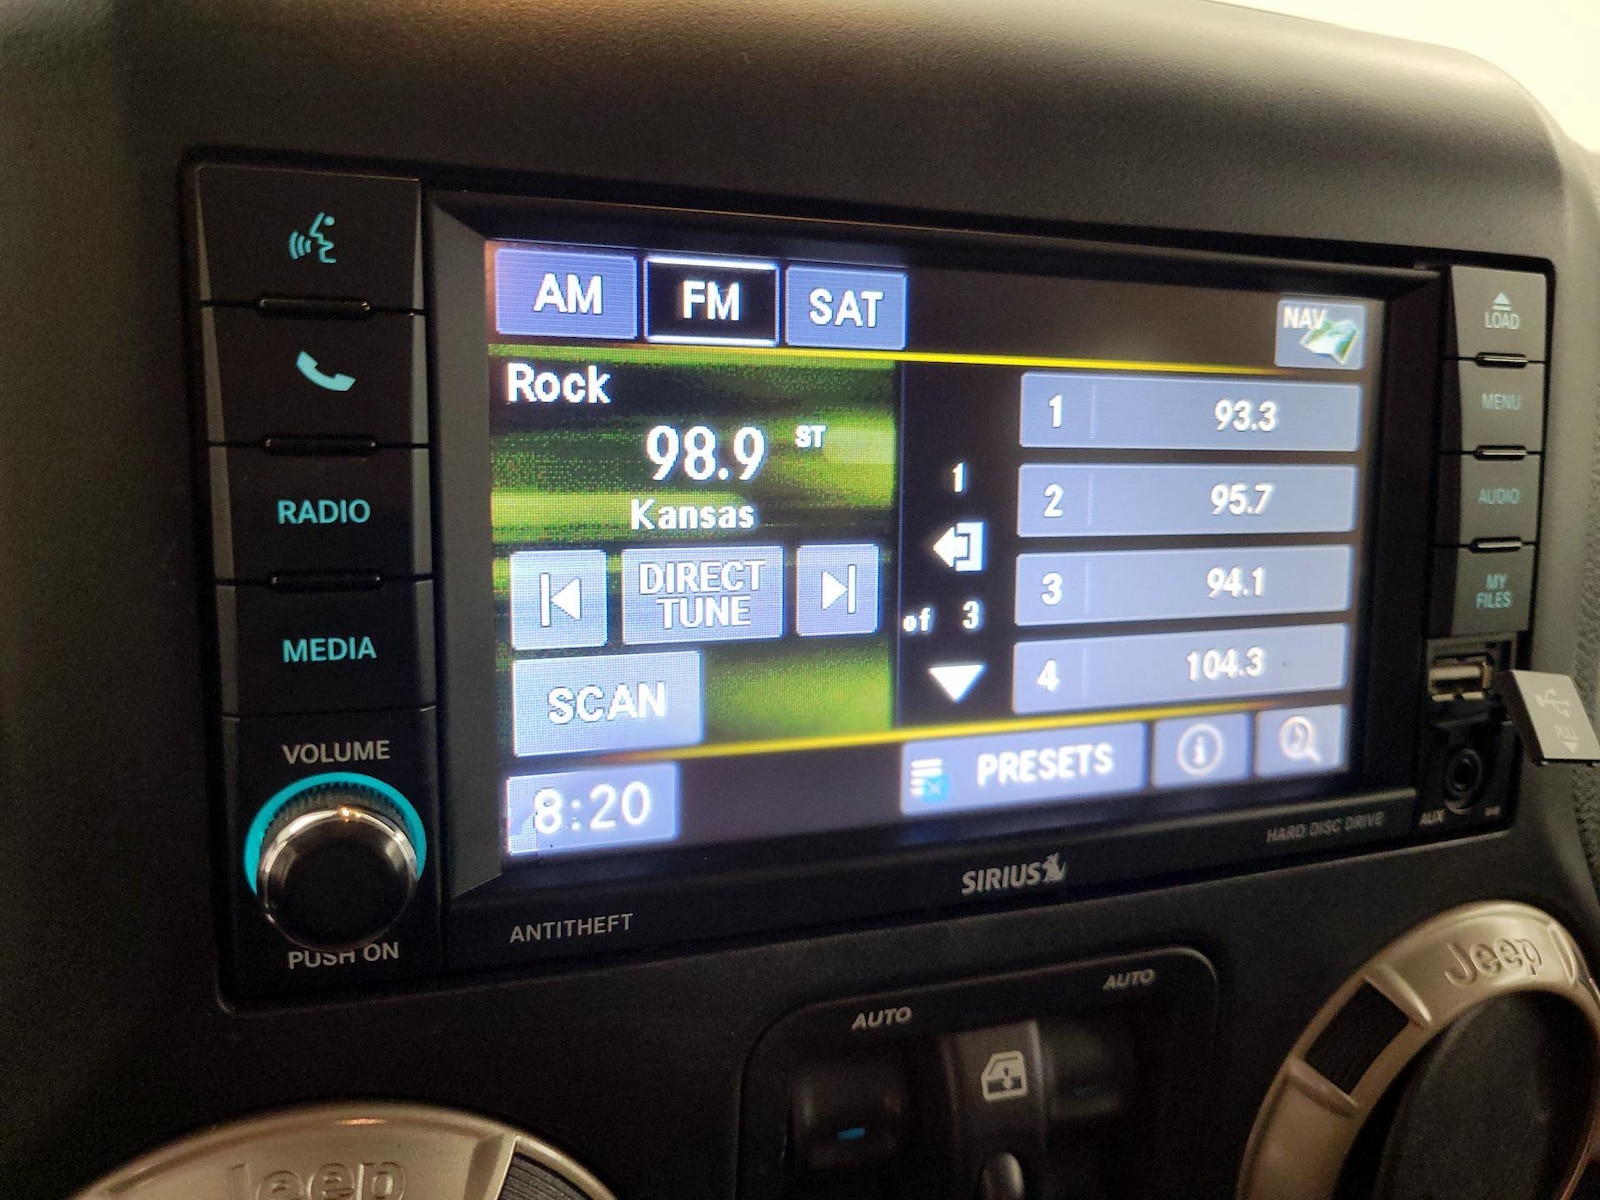 AM FM SAT
NAV
LOAD
MENU
AUDIO
MY
FILES
PULL
Rock
98.9 ST
Kansas
DIRECT
TUNE
SCAN
8:20
1
of 3
1 93.3
2 95.7
3 94.1
4 104.3
PRESETS
i
RADIO
MEDIA
VOLUME
PUSH ON
ANTITHEFT
SIRIUS
HARD DISC DRIVE
AUX
AUTO
AUTO
Jeep
Jeep